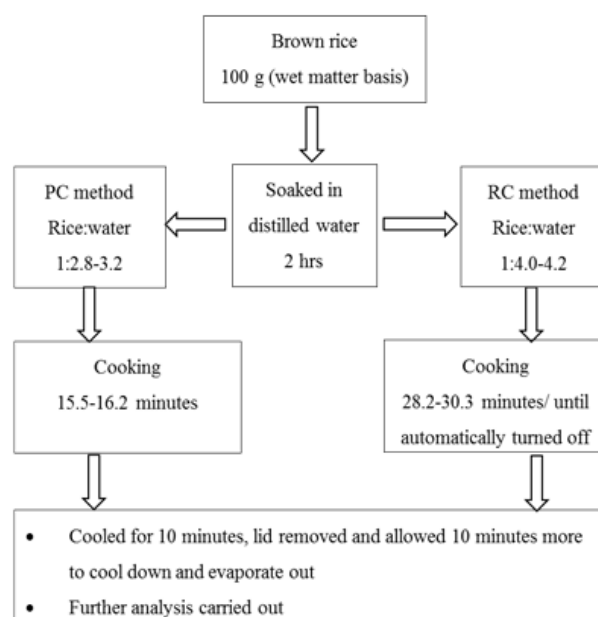 Brown rice
100 g (wet matter basis)
PC method
Rice:water
1:2.8-3.2
Soaked in
distilled water
2 hrs
RC method
Rice:water
1:4.0-4.2
Cooking
15.5-16.2 minutes
Cooking
28.2-30.3 minutes/ until
automatically turned off
• Cooled for 10 minutes, lid removed and allowed 10 minutes more
to cool down and evaporate out
• Further analysis carried out